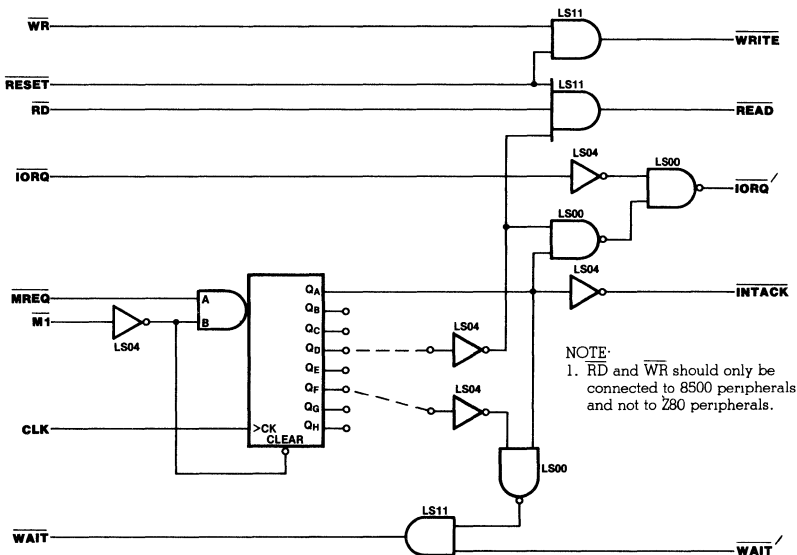 LS11
WR
WRITE
RESET
LS11
RD
READ
LS04
LS00
IORQ
IORQ′
LS00
QA
LS04
MREQ
A
QB
INTACK
M1
B
QC
LS04
LS04
QD
NOTE·
1. RD and WR should only be
connected to 8500 peripherals
and not to Z80 peripherals.
QE
LS04
QF
QG
CLK
>CK
QH
CLEAR
LS00
LS11
WAIT
WAIT′